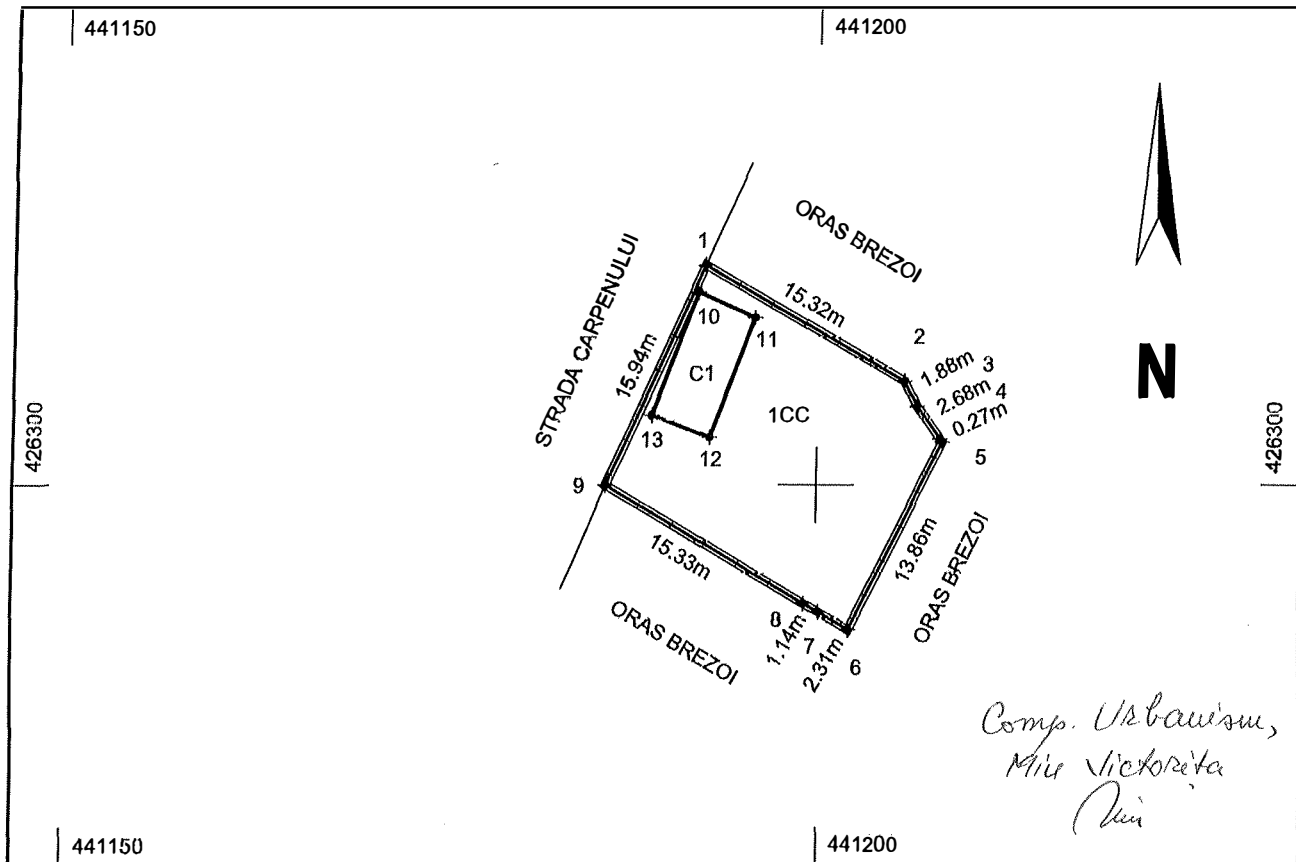 441150
441200
ORAS BREZOI
STRADA CARPENULUI
1
15.32m
10
11
2
1.88m
3
2.68m
4
0.27m
15.94m
C1
1CC
426300
426300
13
12
5
9
15.33m
13.86m
ORAS BREZOI
ORAS BREZOI
8
1.14m
7
2.31m
6
N
Comp. Urbanism,
Victorița
441150
441200